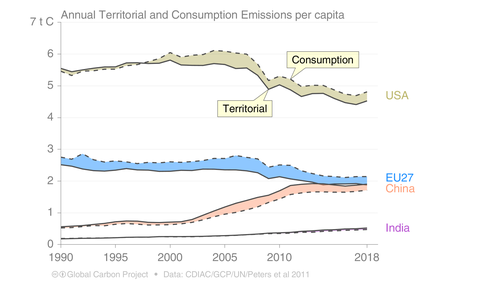 Annual Territorial and Consumption Emissions per capita
7 t C
6
5
4
3
2
1
0
Consumption
Territorial
USA
EU27
China
India
1990 1995 2000 2005 2010 2018
Global Carbon Project • Data: CDIAC/GCP/UN/Peters et al 2011